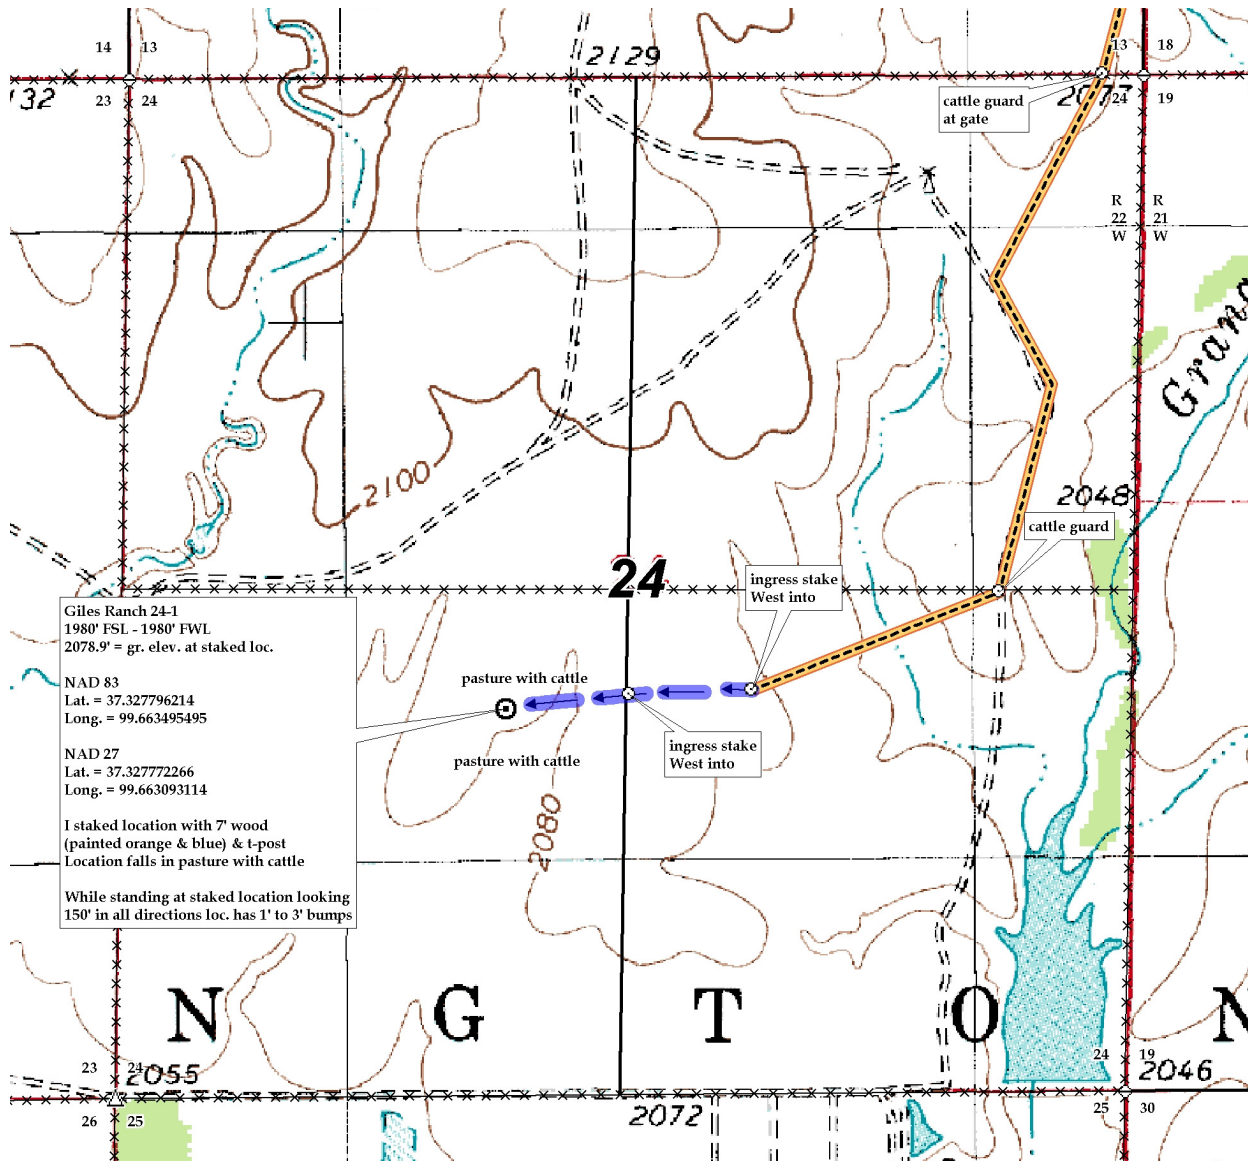 14 13
2129
13 18
'132
23 24
2077
24 19
cattle guard
at gate
R R
22 21
W W
Grand
2100
2048
cattle guard
24
ingress stake
West into
Giles Ranch 24-1
1980' FSL - 1980' FWL
2078.9' = gr. elev. at staked loc.
NAD 83
Lat. = 37.327796214
Long. = 99.663495495
NAD 27
Lat. = 37.327772266
Long. = 99.663093114
I staked location with 7' wood
(painted orange & blue) & t-post
Location falls in pasture with cattle
While standing at staked location looking
150' in all directions loc. has 1' to 3' bumps
pasture with cattle
pasture with cattle
ingress stake
West into
2080
N G T O N
23 24
2055
24 19
2046
26 25
2072
25 30